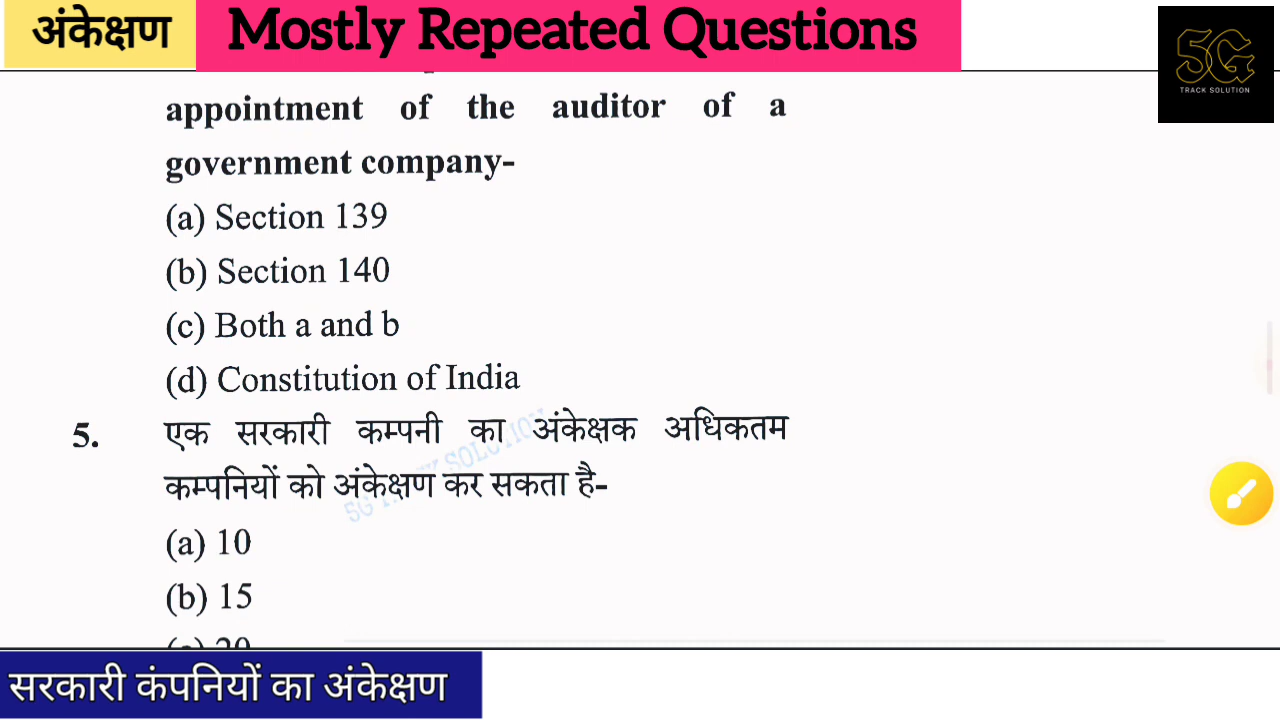 अंकेक्षण
Mostly Repeated Questions
5G
TRACK SOLUTION
appointment of the auditor of a
government company-
(a) Section 139
(b) Section 140
(c) Both a and b
(d) Constitution of India
5. एक सरकारी कम्पनी का अंकेक्षक अधिकतम
कम्पनियों को अंकेक्षण कर सकता है-
(a) 10
(b) 15
सरकारी कंपनियों का अंकेक्षण